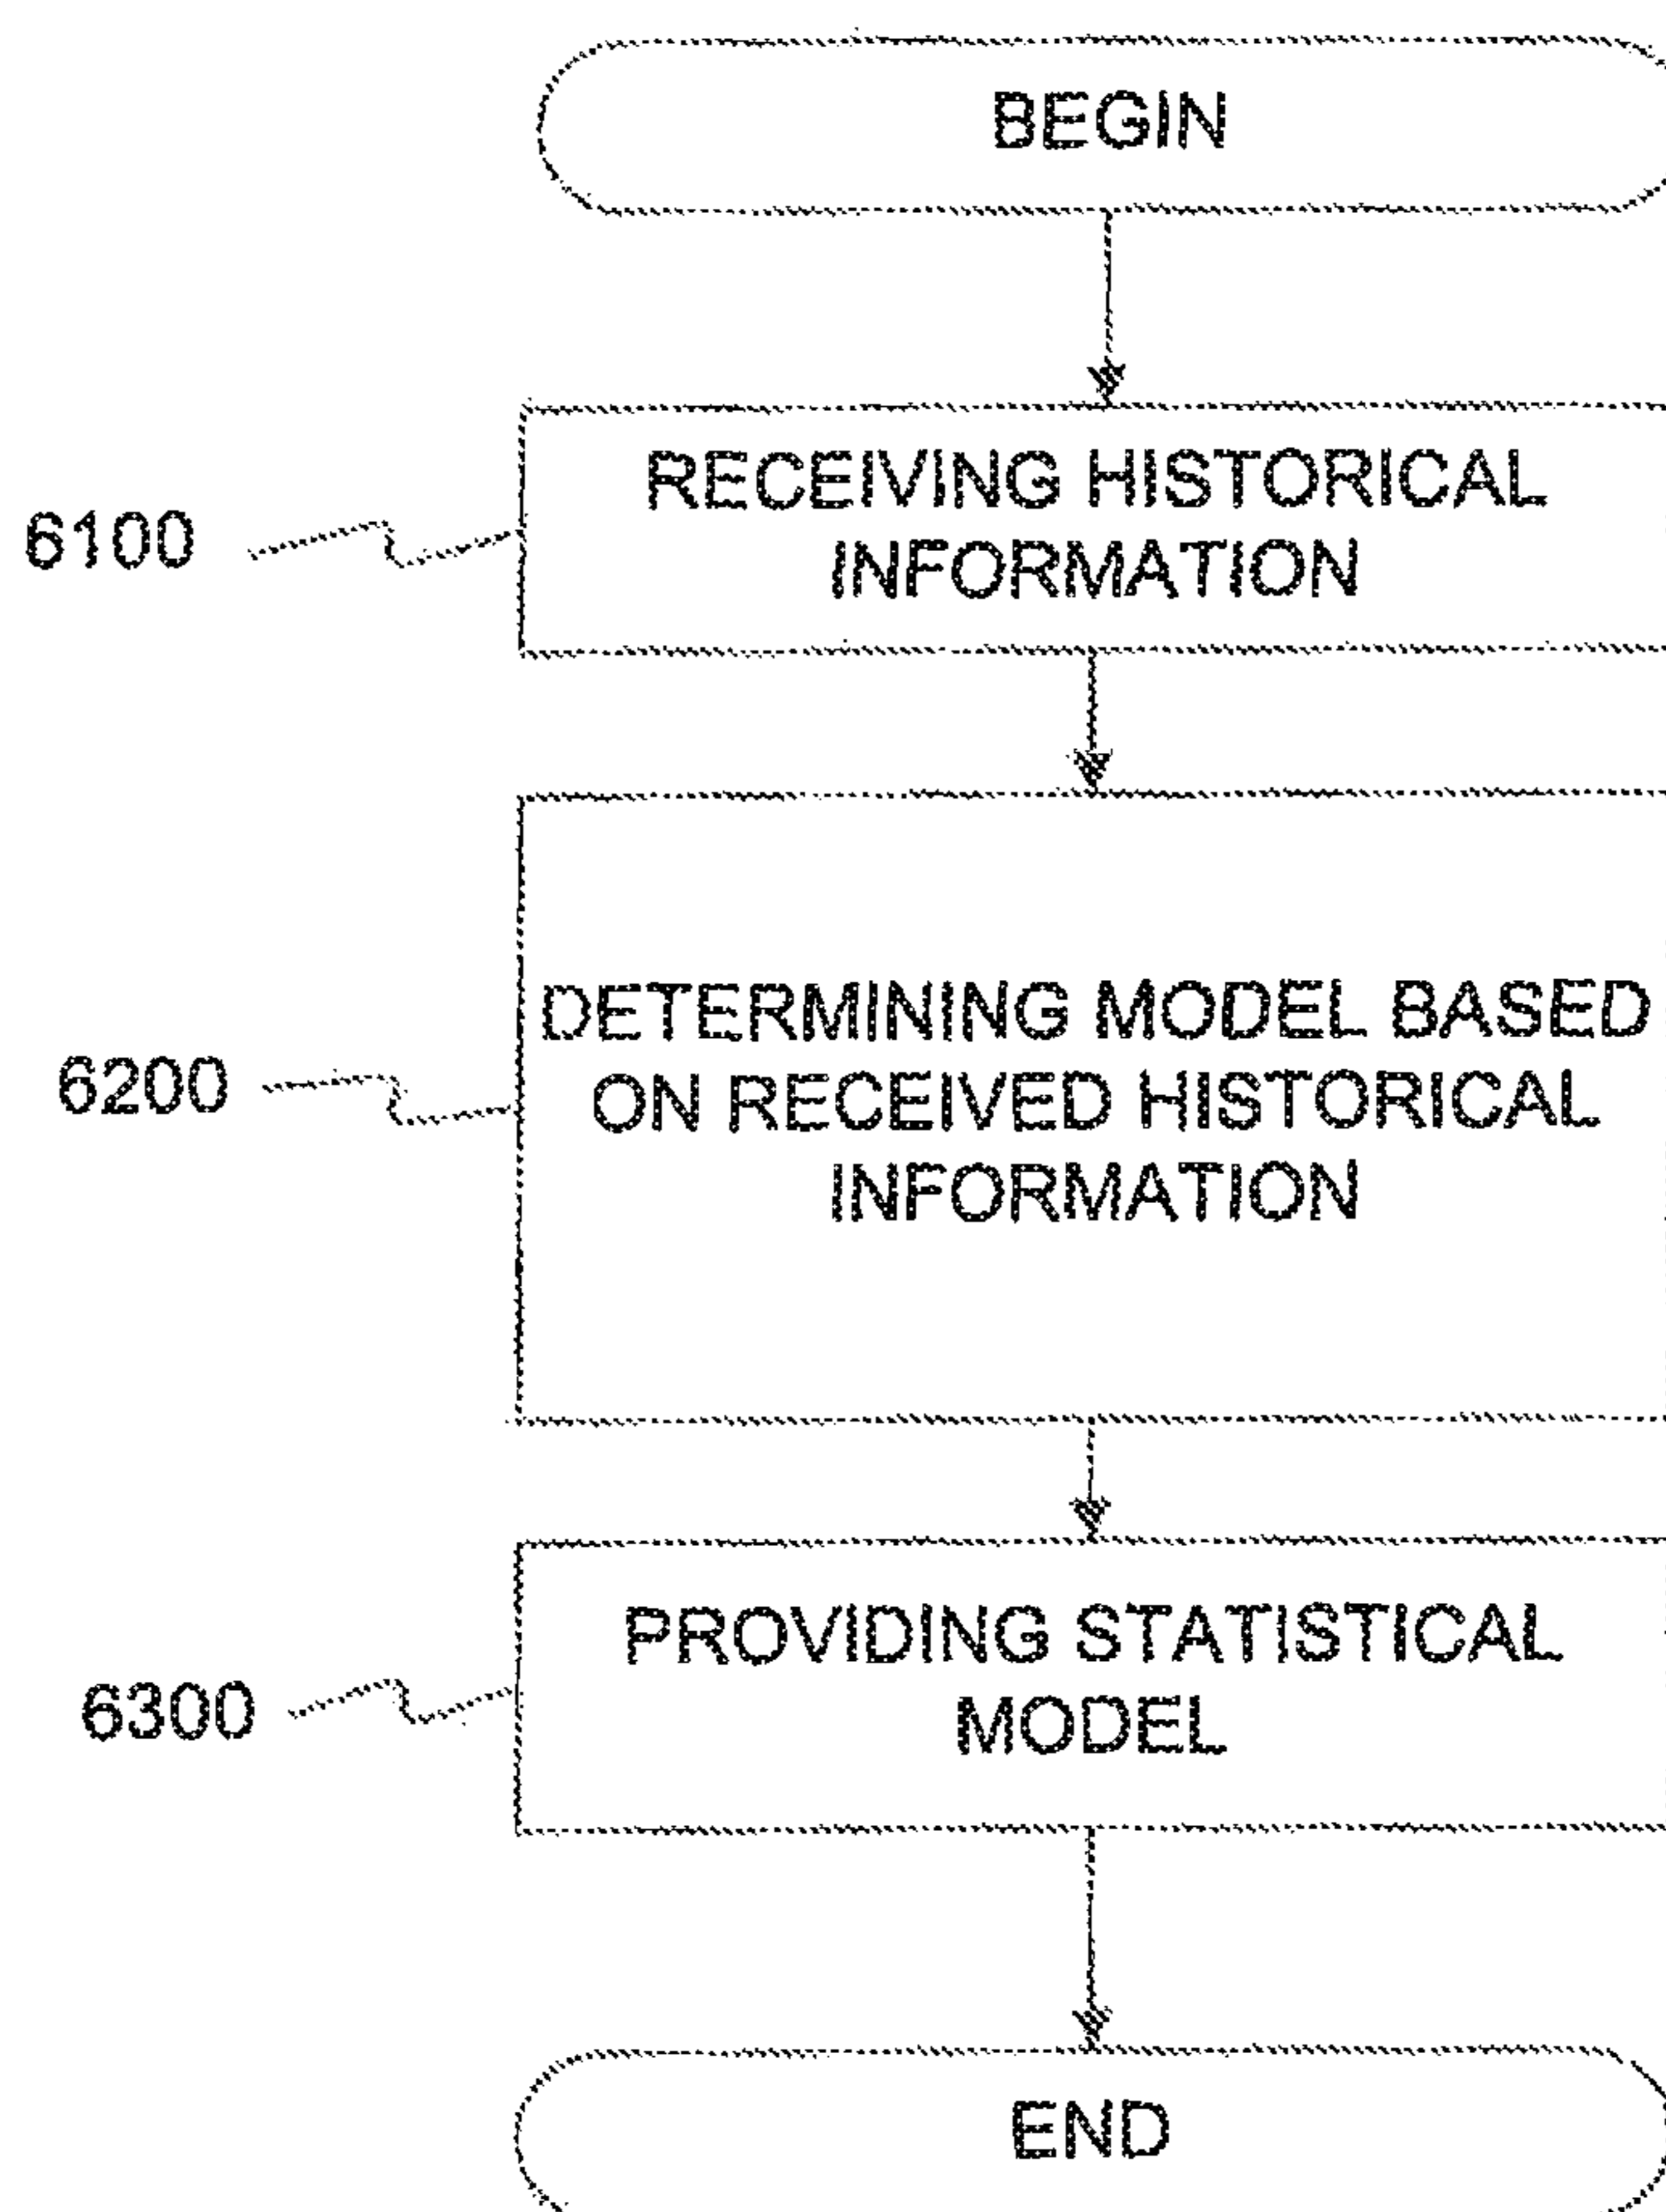 BEGIN
RECEIVING HISTORICAL
INFORMATION
6100
DETERMINING MODEL BASED
ON RECEIVED HISTORICAL
INFORMATION
6200
PROVIDING STATISTICAL
MODEL
6300
END